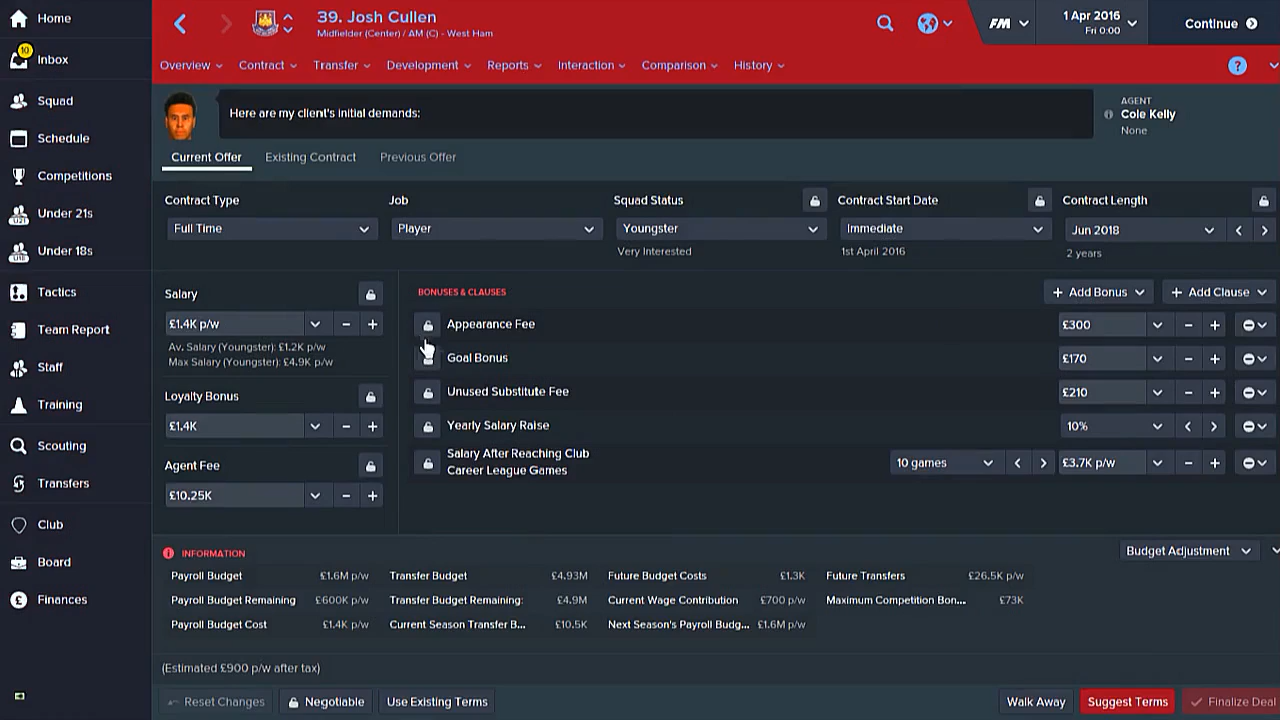 Home
39. Josh Cullen
Midfielder (Center) / AM (C) - West Ham
FM
1 Apr 2016
Fri 0:00
Continue
10
Inbox
Overview
Contract
Transfer
Development
Reports
Interaction
Comparison
History
?
Squad
Schedule
Competitions
Under 21s
Under 18s
Tactics
Team Report
Staff
Training
Scouting
Transfers
Club
Board
Finances
Here are my client's initial demands:
AGENT
Cole Kelly
None
Current Offer
Existing Contract
Previous Offer
Contract Type
Full Time
Job
Player
Squad Status
Youngster
Very Interested
Contract Start Date
Immediate
1st April 2016
Contract Length
Jun 2018
2 years
Salary
£1.4K p/w
Av. Salary (Youngster): £1.2K p/w
Max Salary (Youngster): £4.9K p/w
Loyalty Bonus
£1.4K
Agent Fee
£10.25K
BONUSES & CLAUSES
+ Add Bonus
+ Add Clause
Appearance Fee £300
Goal Bonus £170
Unused Substitute Fee £210
Yearly Salary Raise 10%
Salary After Reaching Club
Career League Games 10 games £3.7K p/w
INFORMATION
Budget Adjustment
Payroll Budget £1.6M p/w Transfer Budget £4.93M Future Budget Costs £1.3K Future Transfers £26.5K p/w
Payroll Budget Remaining £600K p/w Transfer Budget Remaining: £4.9M Current Wage Contribution £700 p/w Maximum Competition Bon... £73K
Payroll Budget Cost £1.4K p/w Current Season Transfer B... £10.5K Next Season's Payroll Budg... £1.6M p/w
(Estimated £900 p/w after tax)
Reset Changes
Negotiable
Use Existing Terms
Walk Away
Suggest Terms
Finalize Deal